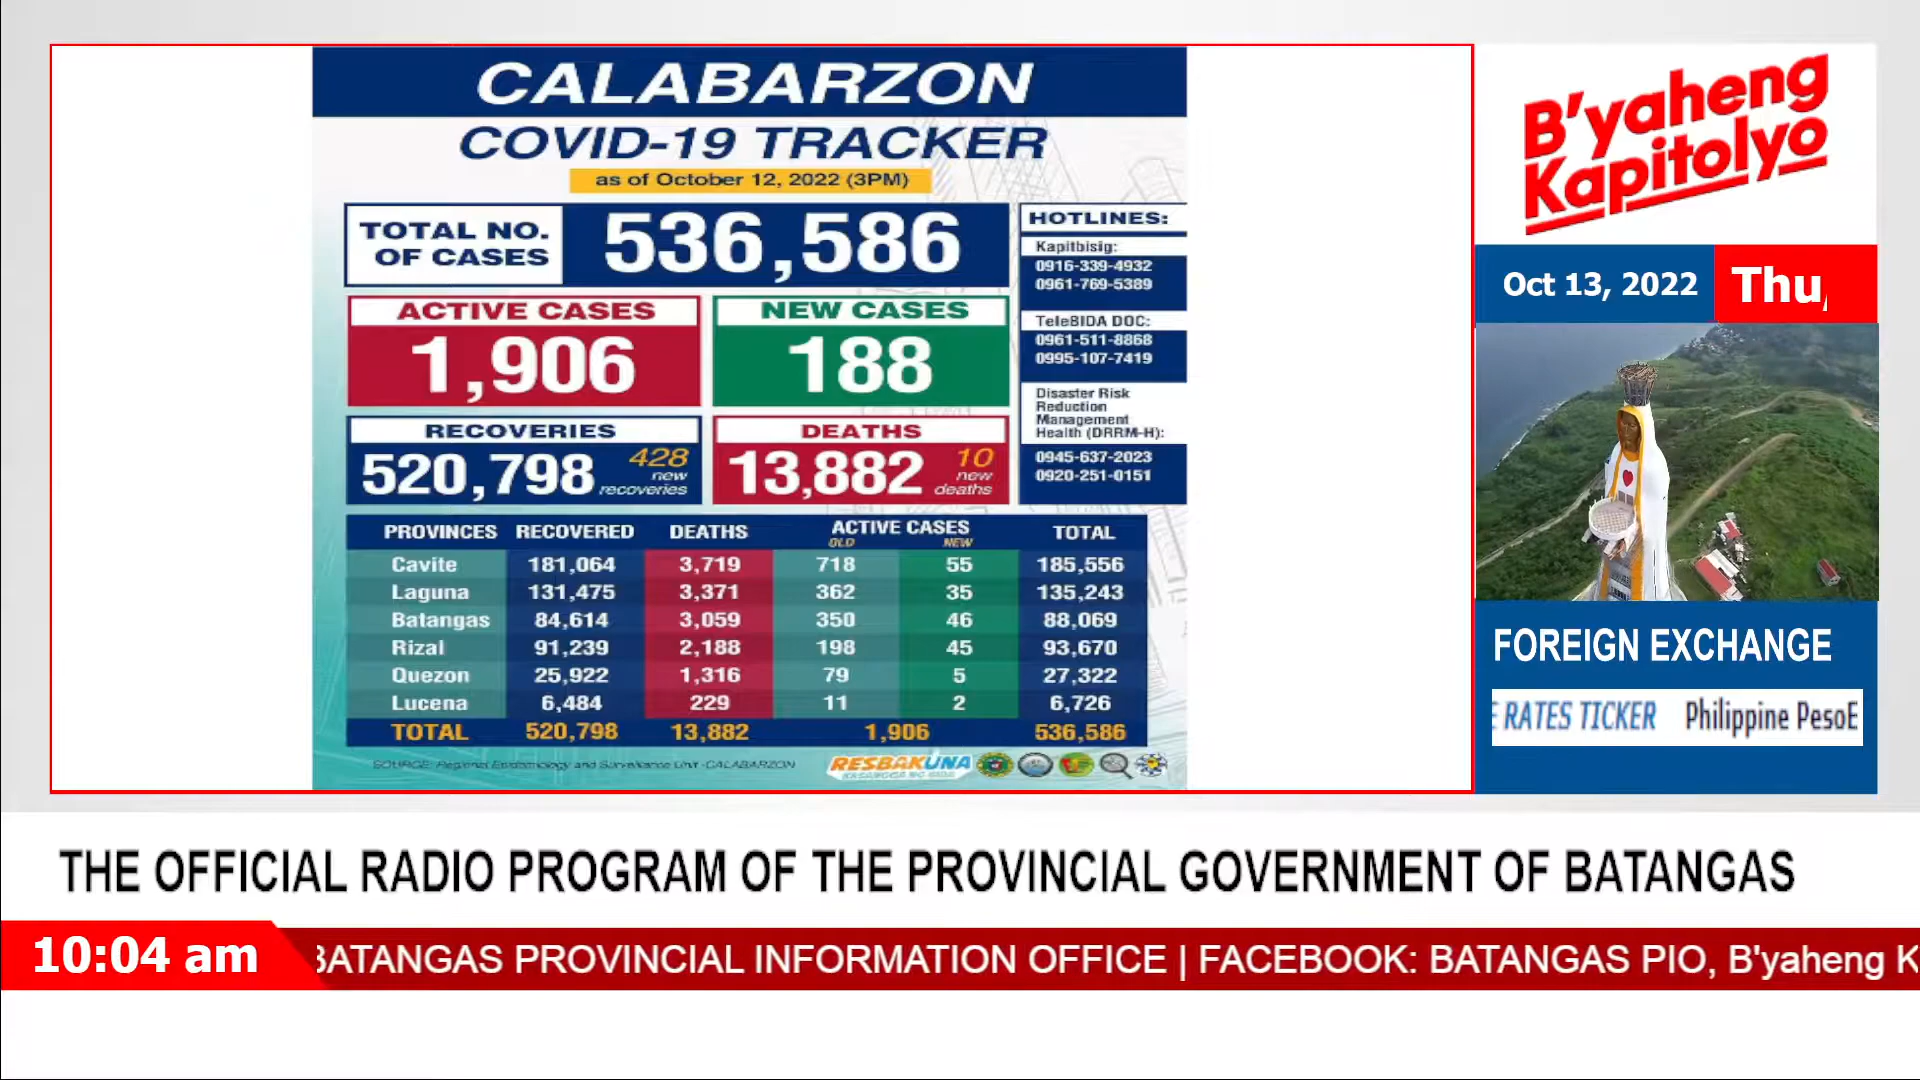 CALABARZON
COVID-19 TRACKER
as of October 12, 2022 (3PM)
TOTAL NO. OF CASES
536,586
ACTIVE CASES
1,906
NEW CASES
188
RECOVERIES
520,798
428 new recoveries
DEATHS
13,882
10 new deaths
HOTLINES:
Kapitbisig:
0916-339-4932
0961-769-5389
TeleBIDA DOC:
0961-511-8868
0995-107-7419
Disaster Risk
Reduction
Management
Health (DRRM-H):
0945-637-2023
0920-251-0151
PROVINCES RECOVERED DEATHS ACTIVE CASES TOTAL
OLD NEW
Cavite 181,064 3,719 718 55 185,556
Laguna 131,475 3,371 362 35 135,243
Batangas 84,614 3,059 350 46 88,069
Rizal 91,239 2,188 198 45 93,670
Quezon 25,922 1,316 79 5 27,322
Lucena 6,484 229 11 2 6,726
TOTAL 520,798 13,882 1,906 536,586
SOURCE: Regional Epidemiology and Surveillance Unit -CALABARZON
RESBAKUNA
B'yaheng
Kapitolyo
Oct 13, 2022 Thu,
FOREIGN EXCHANGE
E RATES TICKER Philippine PesoE
THE OFFICIAL RADIO PROGRAM OF THE PROVINCIAL GOVERNMENT OF BATANGAS
10:04 am
BATANGAS PROVINCIAL INFORMATION OFFICE | FACEBOOK: BATANGAS PIO, B'yaheng K